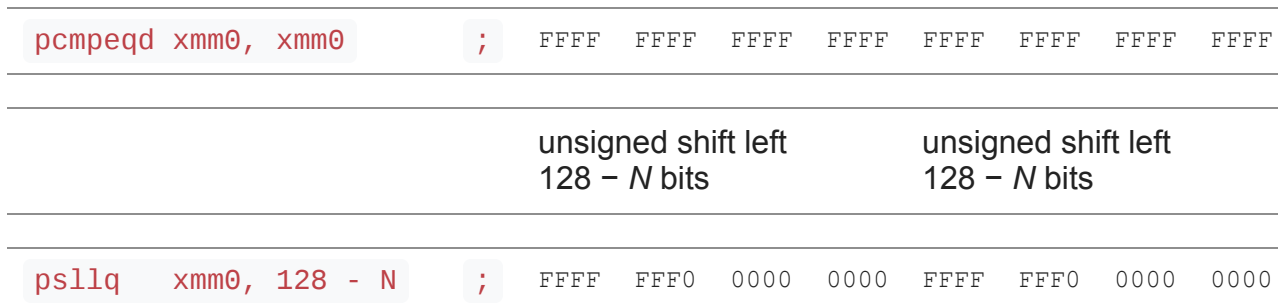 pcmpeqd xmm0, xmm0 ; FFFF FFFF FFFF FFFF FFFF FFFF FFFF FFFF
unsigned shift left unsigned shift left
128 − N bits 128 − N bits
psllq xmm0, 128 - N ; FFFF FFF0 0000 0000 FFFF FFF0 0000 0000